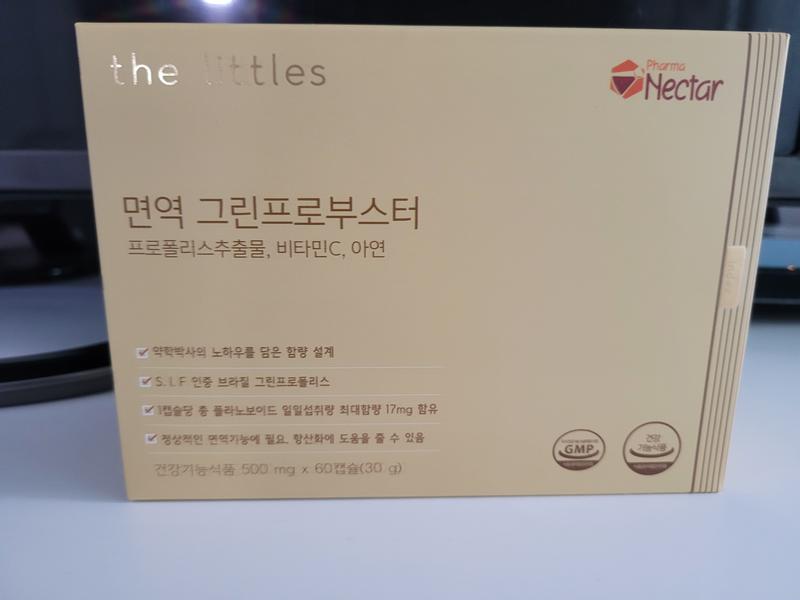 the littles
Pharma
Nectar
면역 그린프로부스터
프로폴리스추출물, 비타민C, 아연
약학박사의 노하우를 담은 함량 설계
S.L.F 인증 브라질 그린프로폴리스
1캡슐당 총 플라노보이드 일일섭취량 최대함량 17mg 함유
정상적인 면역기능에 필요, 항산화에 도움을 줄 수 있음
건강기능식품 500 mg x 60캡슐(30 g)
GMP
건강
기능식품